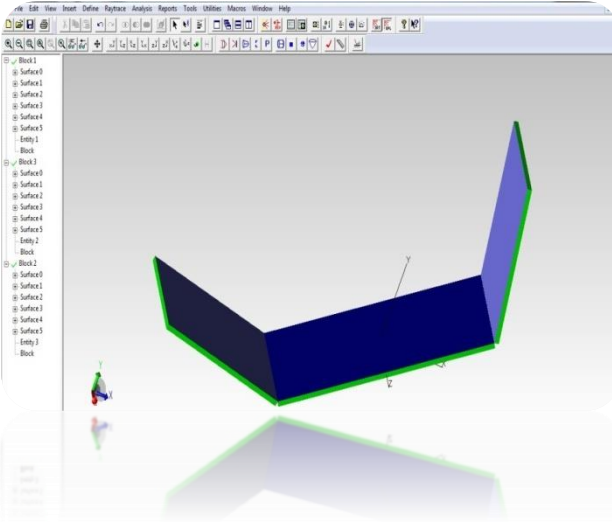 File Edit View Insert Define Raytrace Analysis Reports Tools Utilities Macros Window Help
Block 1
Surface 0
Surface 1
Surface 2
Surface 3
Surface 4
Surface 5
Entity 1
Block
Block 3
Surface 0
Surface 1
Surface 2
Surface 3
Surface 4
Surface 5
Entity 2
Block
Block 2
Surface 0
Surface 1
Surface 2
Surface 3
Surface 4
Surface 5
Entity 3
Block
Y
X
Z
Y
X